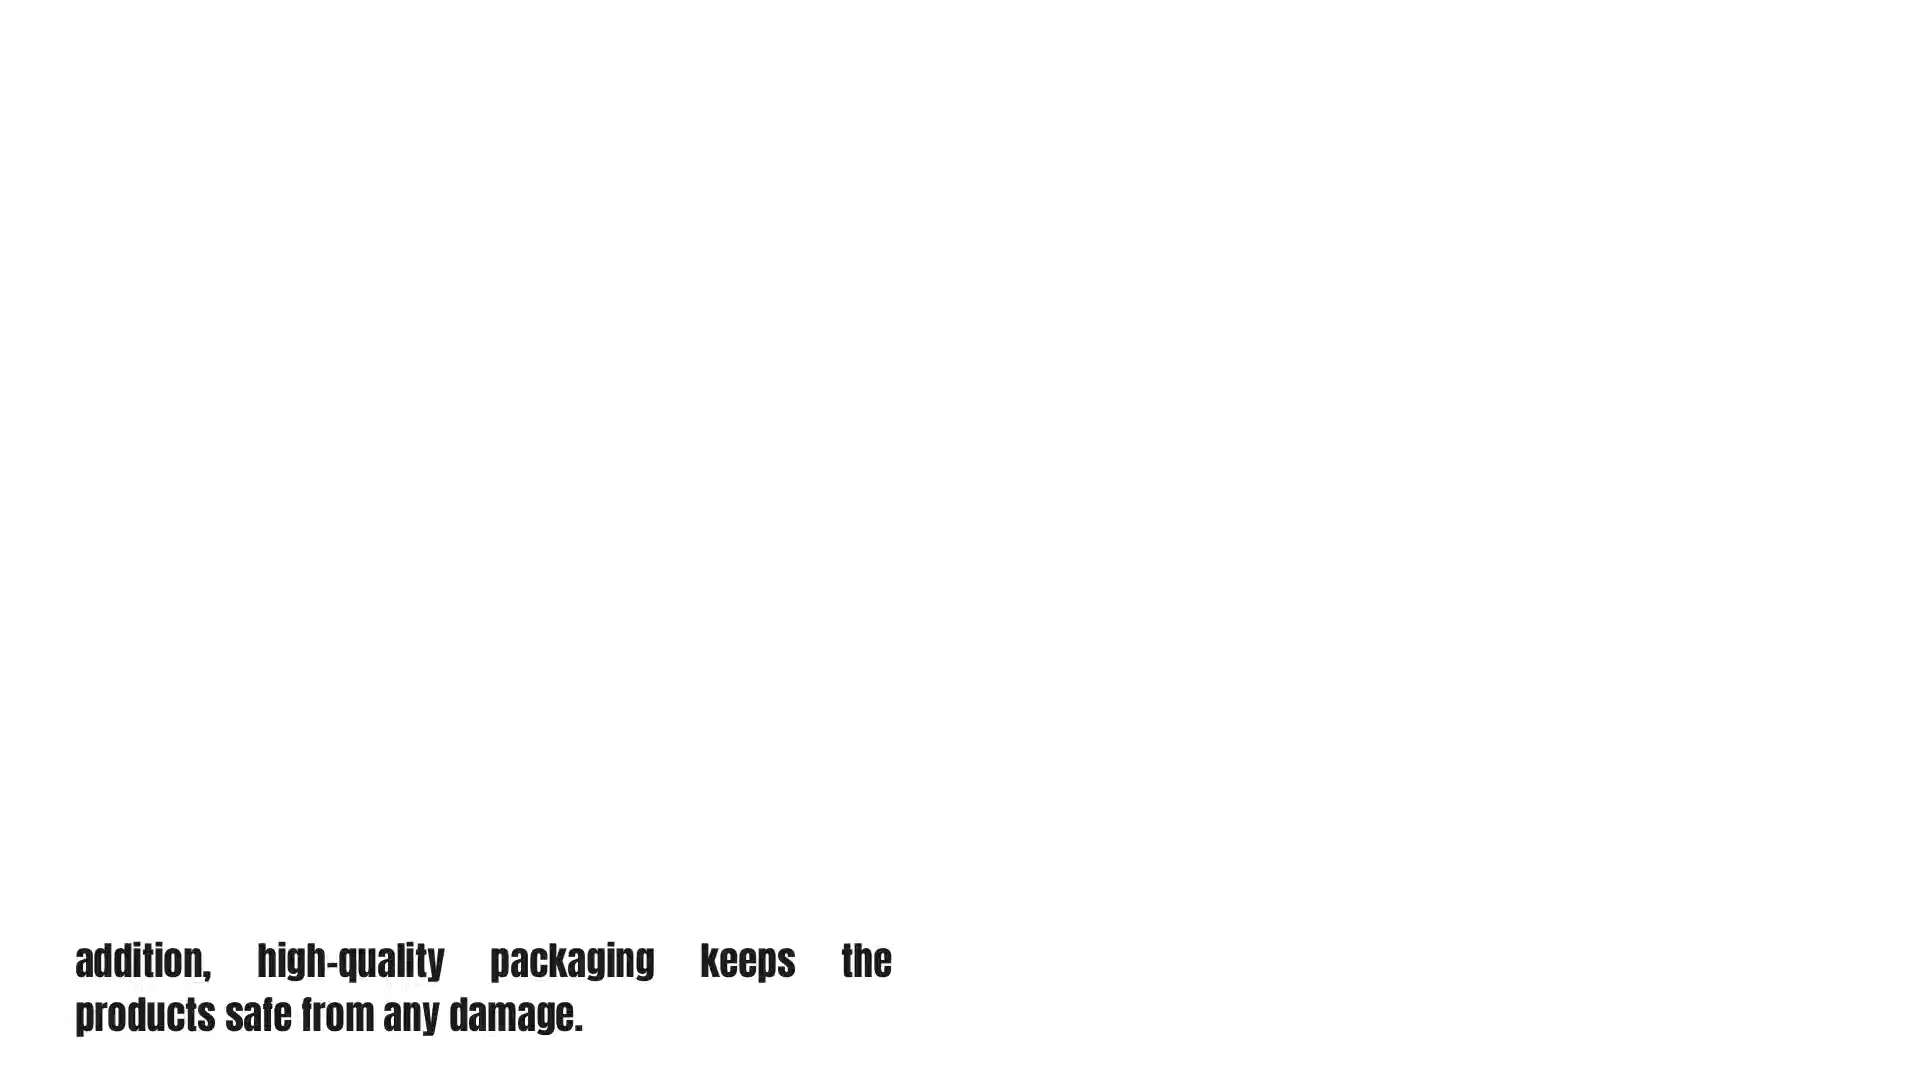 addition, high-quality packaging keeps the
products safe from any damage.